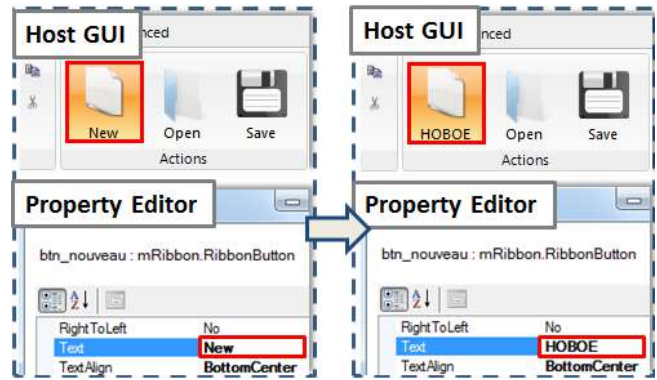 Host GUI
nced
New
Open
Save
Actions
Property Editor
btn_nouveau : mRibbon.RibbonButton
RightToLeft No
Text New
TextAlign BottomCenter
Host GUI
nced
HOBOE
Open
Save
Actions
Property Editor
btn_nouveau : mRibbon.RibbonButton
RightToLeft No
Text HOBOE
TextAlign BottomCenter